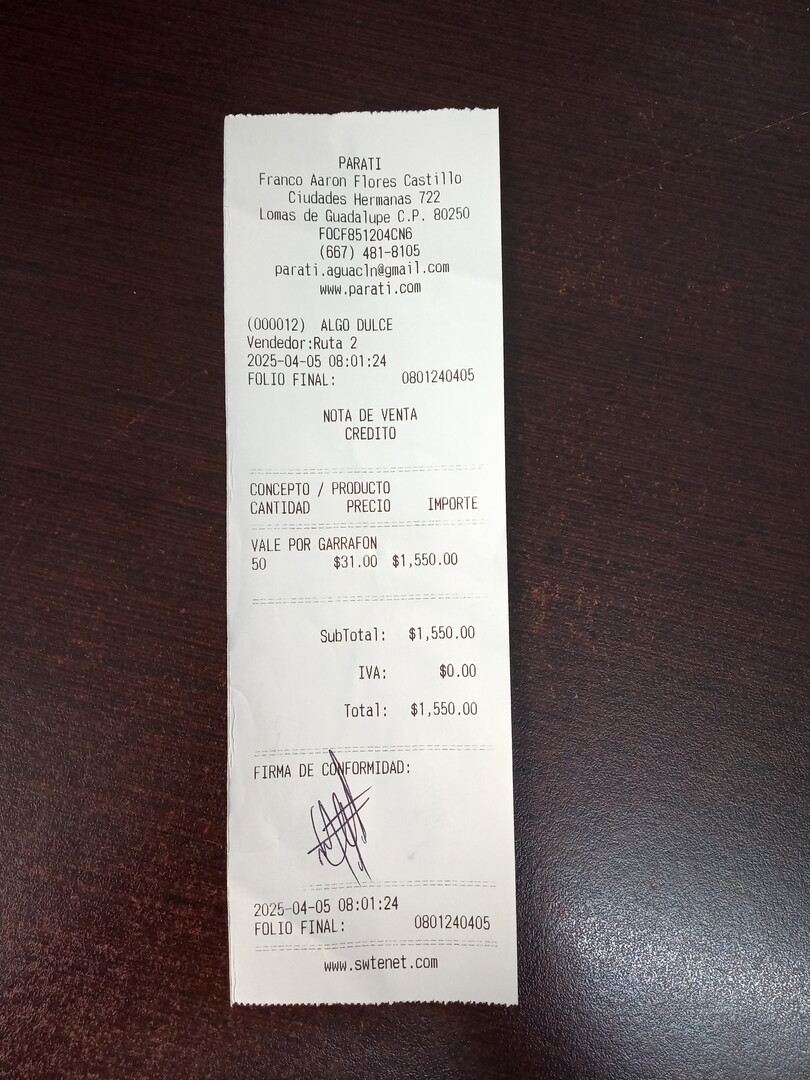 PARATI
Franco Aaron Flores Castillo
Ciudades Hermanas 722
Lomas de Guadalupe C.P. 80250
FOCF851204CN6
(667) 481-8105
parati.aguacln@gmail.com
www.parati.com
(000012) ALGO DULCE
Vendedor:Ruta 2
2025-04-05 08:01:24
FOLIO FINAL: 0801240405
NOTA DE VENTA
CREDITO
CONCEPTO / PRODUCTO
CANTIDAD PRECIO IMPORTE
VALE POR GARRAFON
50 $31.00 $1,550.00
SubTotal: $1,550.00
IVA: $0.00
Total: $1,550.00
FIRMA DE CONFORMIDAD:
2025-04-05 08:01:24
FOLIO FINAL: 0801240405
www.swtenet.com